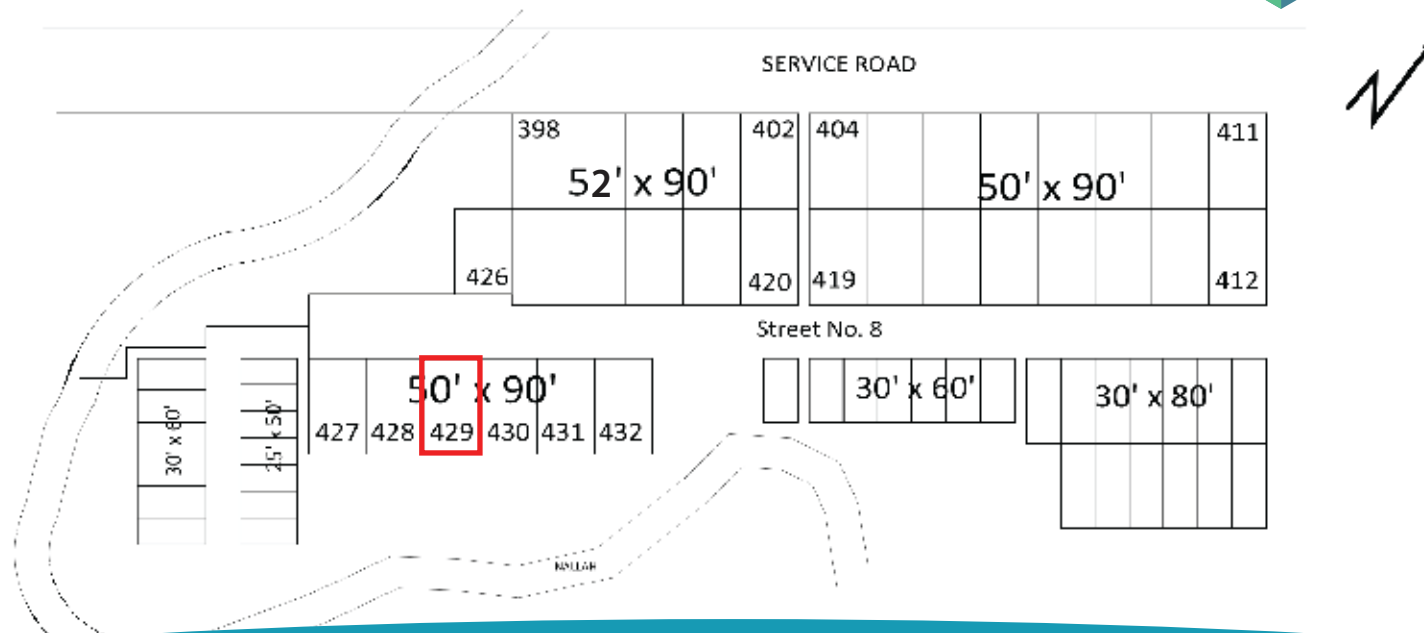 SERVICE ROAD
398 402 404 411
52' x 90' 50' x 90'
426 420 419 412
Street No. 8
50' x 90' 30' x 60' 30' x 80'
30' x 60' 25' x 50'
427 428 429 430 431 432
NALLAH